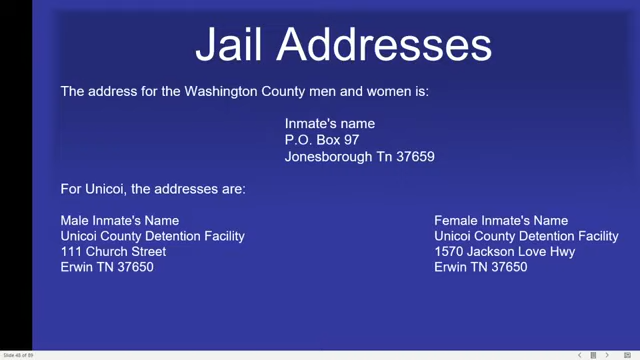 Jail Addresses
The address for the Washington County men and women is:
Inmate's name
P.O. Box 97
Jonesborough Tn 37659
For Unicoi, the addresses are:
Male Inmate's Name
Unicoi County Detention Facility
111 Church Street
Erwin TN 37650
Female Inmate's Name
Unicoi County Detention Facility
1570 Jackson Love Hwy
Erwin TN 37650